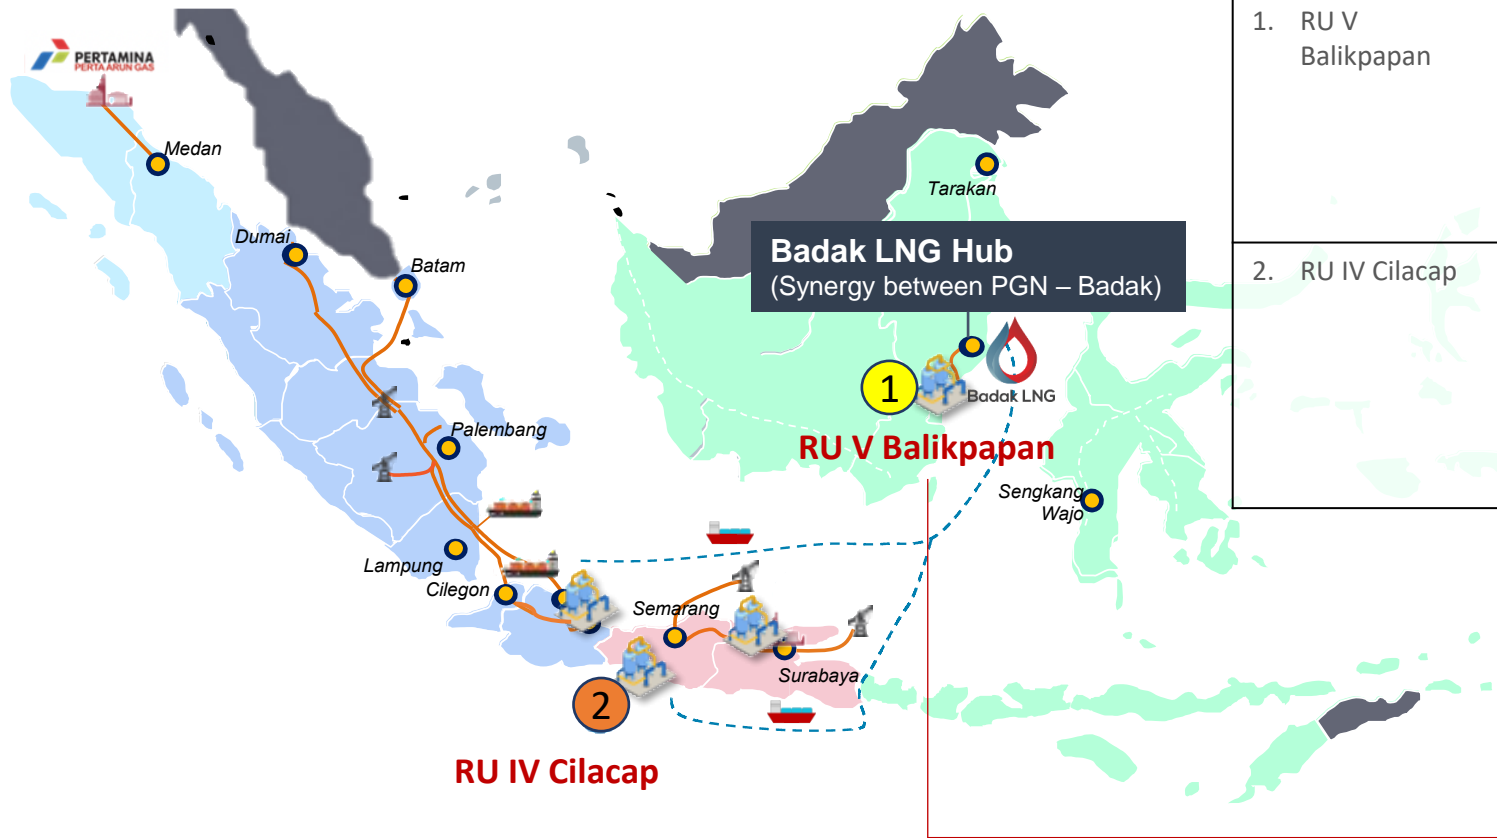 PERTAMINA
PERTA ARUN GAS
Medan
Dumai
Batam
Palembang
Lampung
Cilegon
Semarang
Surabaya
Tarakan
Badak LNG Hub
(Synergy between PGN – Badak)
1
Badak LNG
RU V Balikpapan
Sengkang
Wajo
2
RU IV Cilacap
1. RU V
Balikpapan
2. RU IV Cilacap